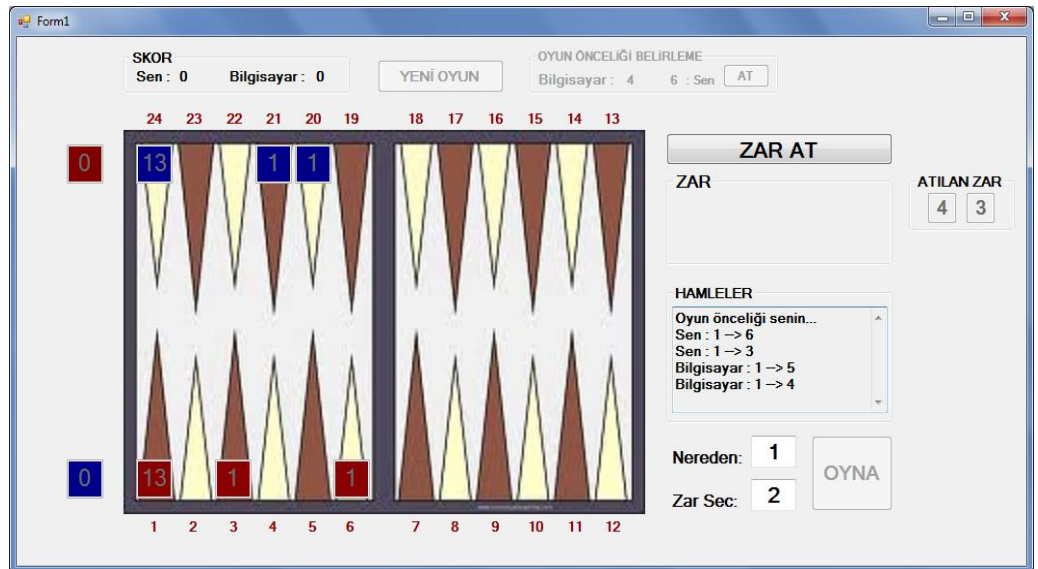 Form1
SKOR
Sen : 0 Bilgisayar : 0
YENİ OYUN
OYUN ÖNCELİĞİ BELİRLEME
Bilgisayar : 4 6 : Sen AT
24 23 22 21 20 19 18 17 16 15 14 13
0
13 1 1
ZAR AT
ZAR
ATILAN ZAR
4 3
HAMLELER
Oyun önceliği senin...
Sen : 1 --> 6
Sen : 1 --> 3
Bilgisayar : 1 --> 5
Bilgisayar : 1 --> 4
Nereden: 1
Zar Sec: 2
OYNA
0
13 1 1
1 2 3 4 5 6 7 8 9 10 11 12